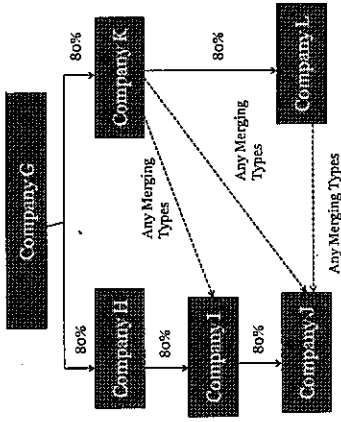 Company G
80%
80%
Company H
Company K
80%
Any Merging
Types
80%
Company I
Any Merging
Types
80%
Company J
Company L
Any Merging Types